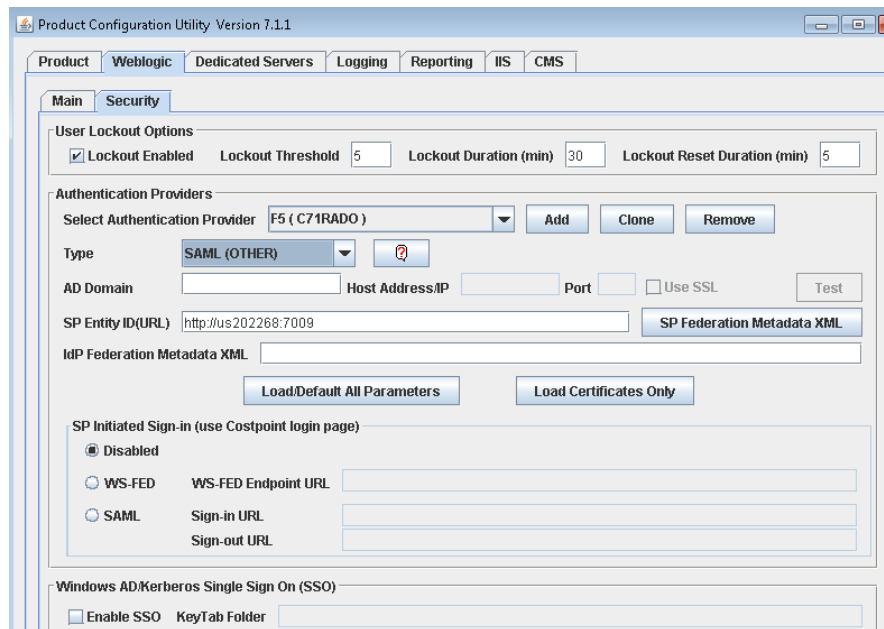 Product Configuration Utility Version 7.1.1
Product Weblogic Dedicated Servers Logging Reporting IIS CMS
Main Security
User Lockout Options
Lockout Enabled Lockout Threshold 5 Lockout Duration (min) 30 Lockout Reset Duration (min) 5
Authentication Providers
Select Authentication Provider F5 ( C71RADO ) Add Clone Remove
Type SAML (OTHER) ?
AD Domain Host Address/IP Port Use SSL Test
SP Entity ID(URL) http://us202268:7009 SP Federation Metadata XML
IdP Federation Metadata XML
Load/Default All Parameters Load Certificates Only
SP Initiated Sign-in (use Costpoint login page)
Disabled
WS-FED WS-FED Endpoint URL
SAML Sign-in URL
Sign-out URL
Windows AD/Kerberos Single Sign On (SSO)
Enable SSO KeyTab Folder